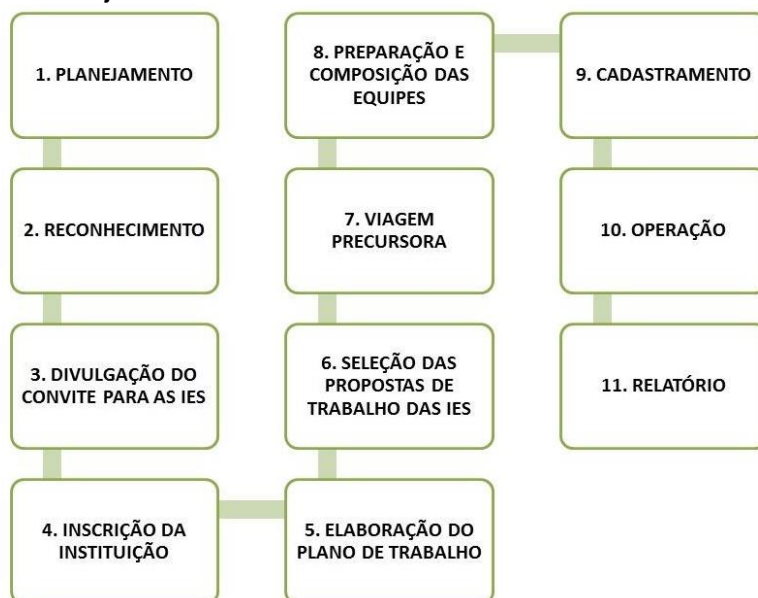 1. PLANEJAMENTO
2. RECONHECIMENTO
3. DIVULGAÇÃO DO
CONVITE PARA AS IES
4. INSCRIÇÃO DA
INSTITUIÇÃO
5. ELABORAÇÃO DO
PLANO DE TRABALHO
6. SELEÇÃO DAS
PROPOSTAS DE
TRABALHO DAS IES
7. VIAGEM
PRECURSORA
8. PREPARAÇÃO E
COMPOSIÇÃO DAS
EQUIPES
9. CADASTRAMENTO
10. OPERAÇÃO
11. RELATÓRIO